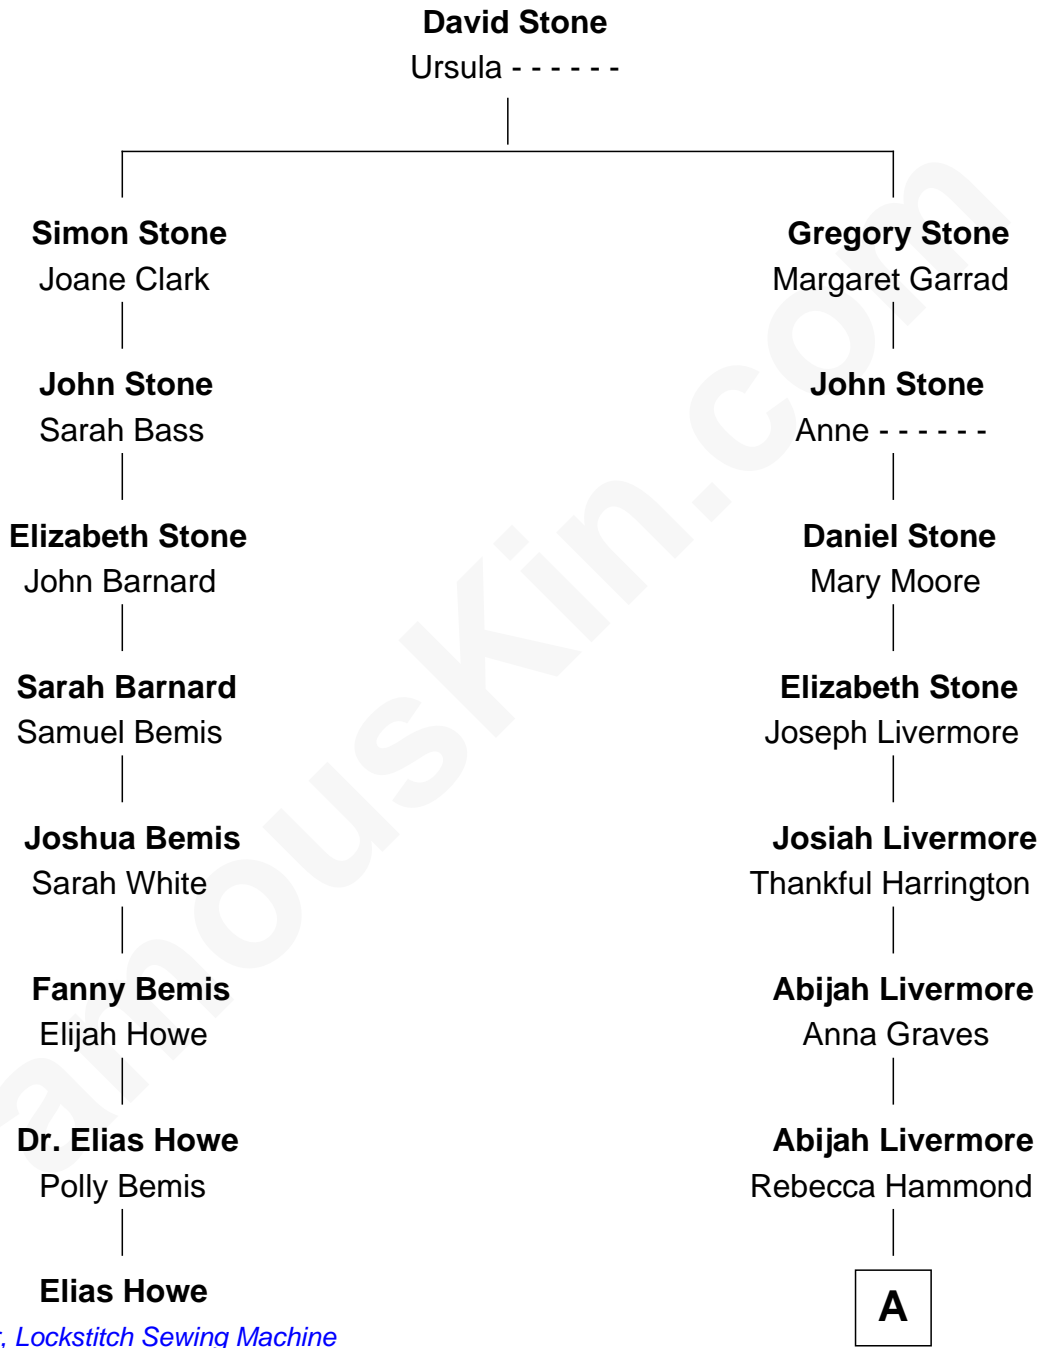 David Stone
Ursula - - - - - -
Simon Stone
Joane Clark
Gregory Stone
Margaret Garrad
John Stone
Sarah Bass
John Stone
Anne - - - - - -
Elizabeth Stone
John Barnard
Daniel Stone
Mary Moore
Sarah Barnard
Samuel Bemis
Elizabeth Stone
Joseph Livermore
Joshua Bemis
Sarah White
Josiah Livermore
Thankful Harrington
Fanny Bemis
Elijah Howe
Abijah Livermore
Anna Graves
Dr. Elias Howe
Polly Bemis
Abijah Livermore
Rebecca Hammond
Elias Howe
, Lockstitch Sewing Machine
A
amouskin.com